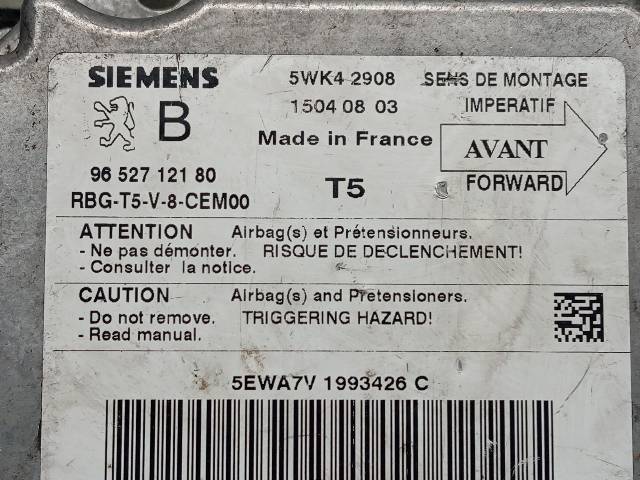 SIEMENS
5WK4 2908
SENS DE MONTAGE
B
1504 08 03
IMPERATIF
Made in France
AVANT
96 527 121 80
RBG-T5-V-8-CEM00
T5
FORWARD
ATTENTION Airbag(s) et Prétensionneurs.
- Ne pas démonter. RISQUE DE DECLENCHEMENT!
- Consulter la notice.
CAUTION Airbag(s) and Pretensioners.
- Do not remove. TRIGGERING HAZARD!
- Read manual.
5EWA7V 1993426 C